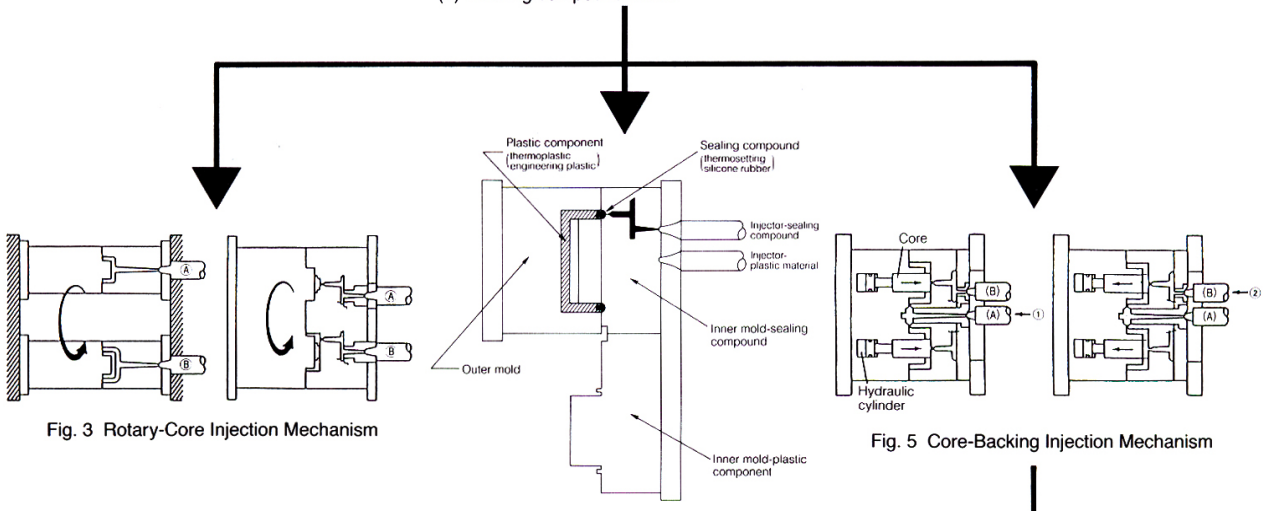 Plastic component
(thermoplastic
engineering plastic)
Sealing compound
(thermosetting
silicone rubber)
Injector-sealing
compound
Injector-
plastic material
Inner mold-sealing
compound
Outer mold
Inner mold-plastic
component
A
B
A
B
Fig. 3 Rotary-Core Injection Mechanism
Core
(B)
(A)
①
Hydraulic
cylinder
(B)
②
(A)
Fig. 5 Core-Backing Injection Mechanism